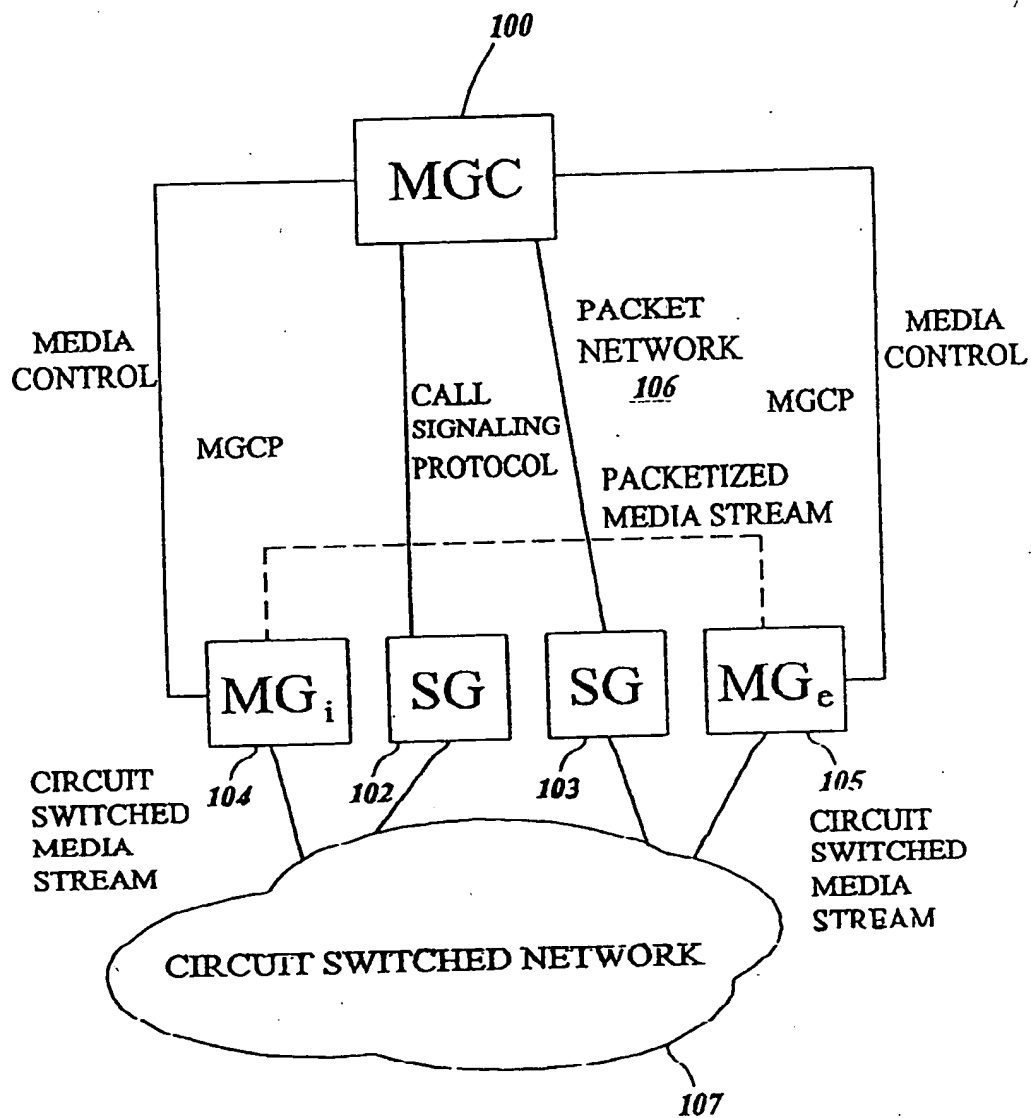 100
MGC
MEDIA
CONTROL
MGCP
CALL
SIGNALING
PROTOCOL
PACKET
NETWORK
106
MGCP
MEDIA
CONTROL
PACKETIZED
MEDIA STREAM
MGi
SG
SG
MGe
104
102
103
105
CIRCUIT
SWITCHED
MEDIA
STREAM
CIRCUIT
SWITCHED
MEDIA
STREAM
CIRCUIT SWITCHED NETWORK
107